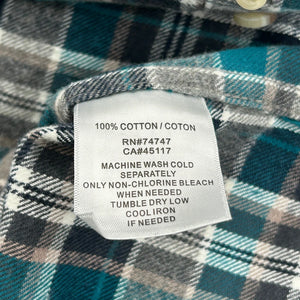 100% COTTON / COTON
RN#74747
CA#45117
MACHINE WASH COLD
SEPARATELY
ONLY NON-CHLORINE BLEACH
WHEN NEEDED
TUMBLE DRY LOW
COOL IRON
IF NEEDED